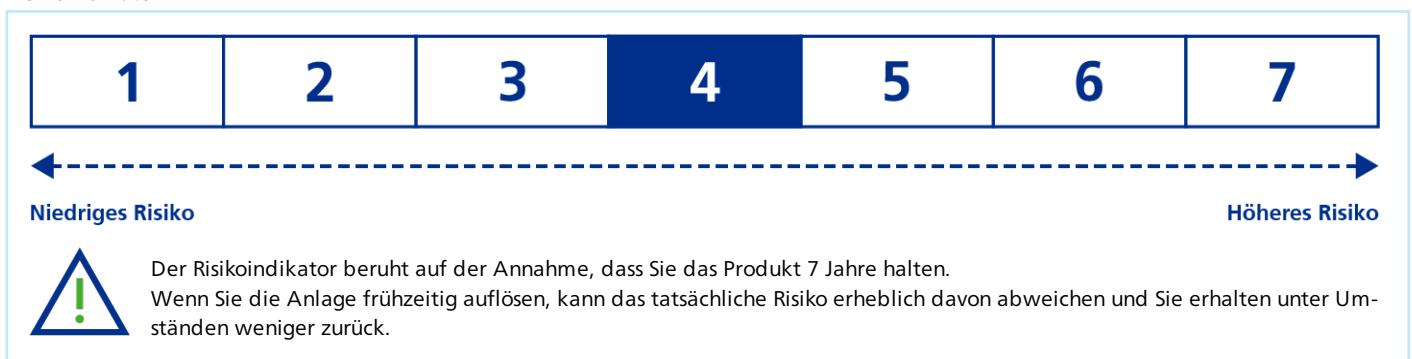 1 2 3 4 5 6 7
Niedriges Risiko Höheres Risiko
Der Risikoindikator beruht auf der Annahme, dass Sie das Produkt 7 Jahre halten.
Wenn Sie die Anlage frühzeitig auflösen, kann das tatsächliche Risiko erheblich davon abweichen und Sie erhalten unter Um-
ständen weniger zurück.